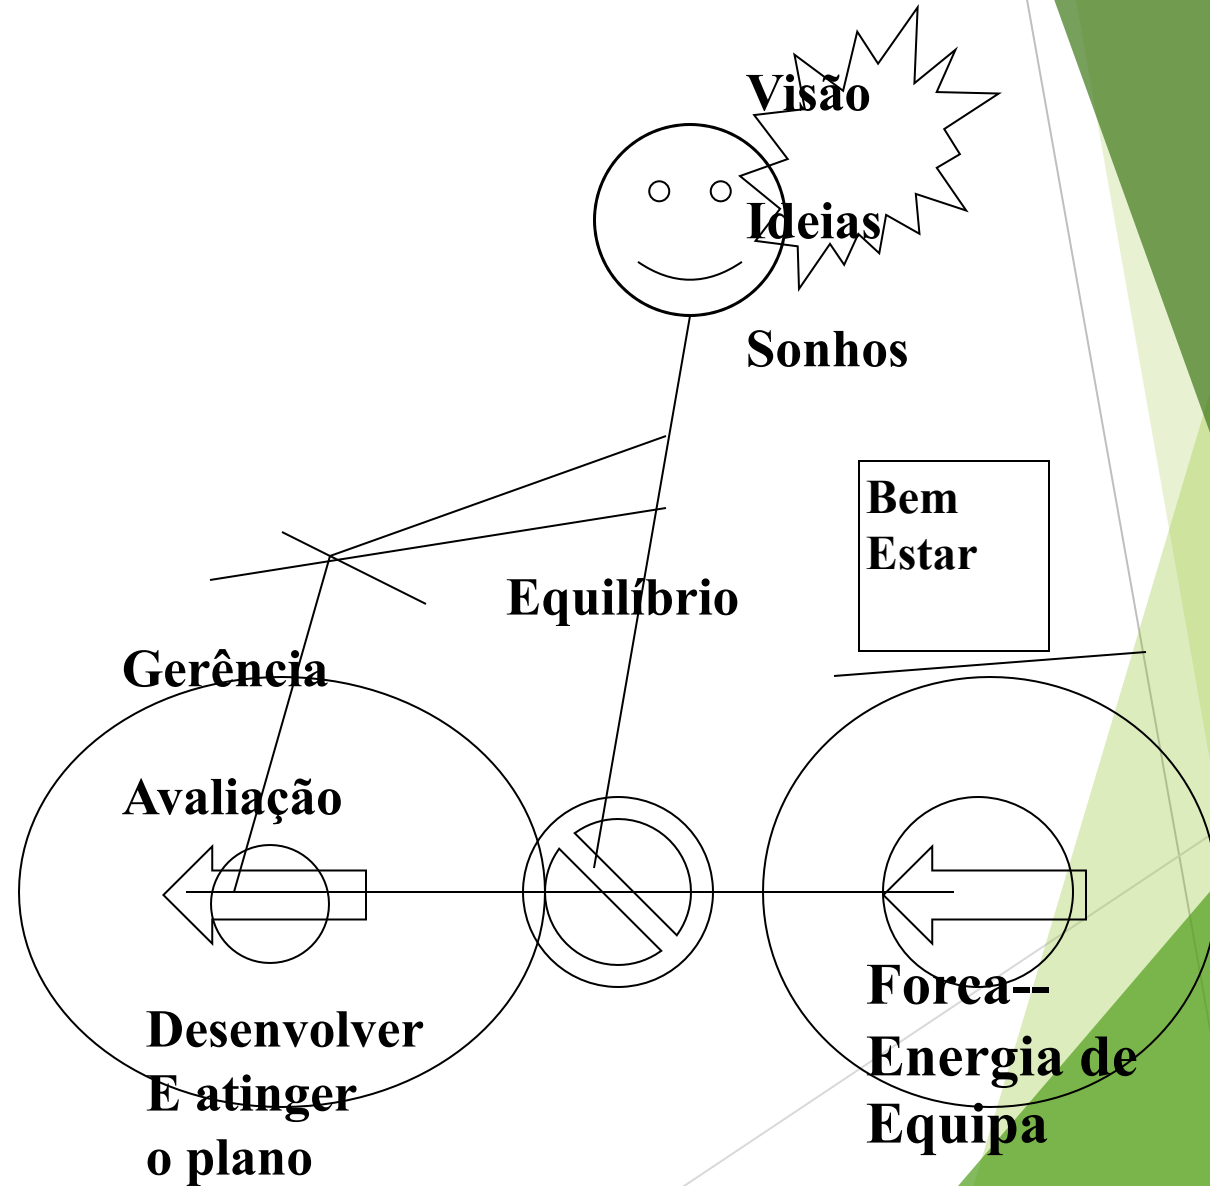 Visão
Ideias
Sonhos
Bem
Estar
Equilíbrio
Gerência
Avaliação
Desenvolver
E atinger
o plano
Forca--
Energia de
Equipa